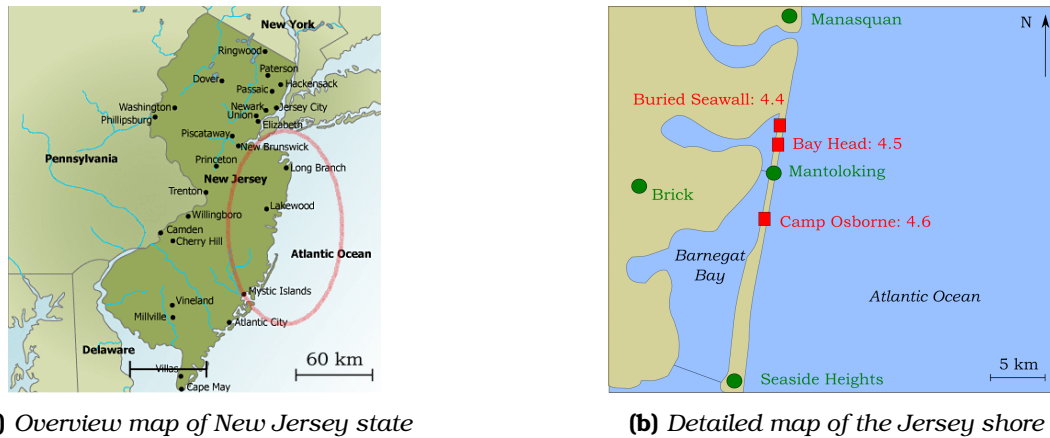 New York
Ringwood
Paterson
Dover
Hackensack
Passaic
Washington
Newark
Jersey City
Phillipsburg
Union
Elizabeth
Piscataway
New Brunswick
Pennsylvania
Princeton
Long Branch
New Jersey
Trenton
Lakewood
Willingboro
Camden
Cherry Hill
Atlantic Ocean
Mystic Islands
Vineland
Millville
Atlantic City
Delaware
60 km
Villas
Cape May
) Overview map of New Jersey state
Manasquan
N
Buried Seawall: 4.4
Bay Head: 4.5
Mantoloking
Brick
Camp Osborne: 4.6
Barnegat
Bay
Atlantic Ocean
5 km
Seaside Heights
(b) Detailed map of the Jersey shore